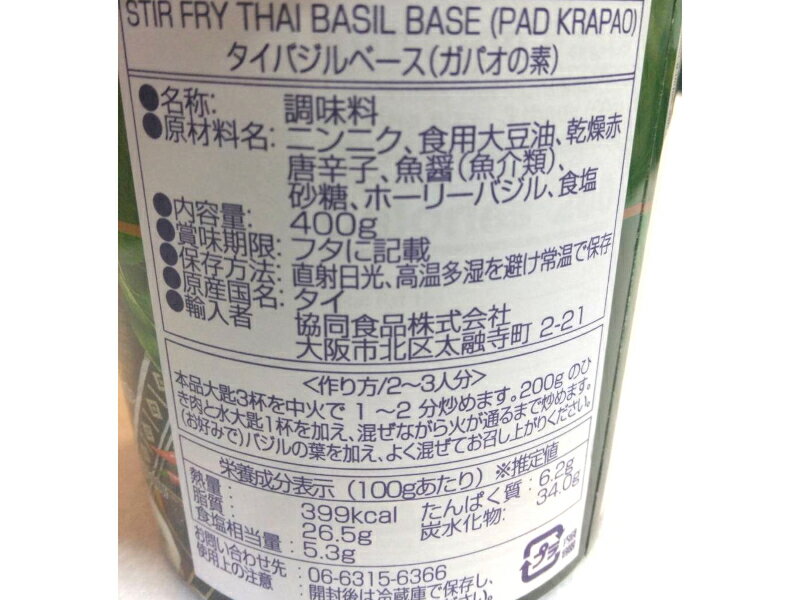 STIR FRY THAI BASIL BASE (PAD KRAPAO)
タイバジルベース(ガパオの素)
●名称: 調味料
●原材料名: ニンニク、食用大豆油、乾燥赤
唐辛子、魚醤(魚介類)、
砂糖、ホーリーバジル、食塩
●内容量: 400g
●賞味期限: フタに記載
●保存方法: 直射日光、高温多湿を避け常温で保存
●原産国名: タイ
●輸入者 協同食品株式会社
大阪市北区太融寺町 2-21
<作り方/2~3人分>
本品大匙3杯を中火で 1~2 分炒めます。200g のひ
き肉と水大匙1杯を加え、混ぜながら火が通るまで炒めます。
(お好みで)バジルの葉を加え、よく混ぜてお召し上がりください。
栄養成分表示 (100gあたり) ※推定値
熱量: 399kcal たんぱく質: 6.2g
脂質: 26.5g 炭水化物: 34.0g
食塩相当量: 5.3g
お問い合わせ先: 06-6315-6366
使用上の注意: 開封後は冷蔵庫で保存し、
プラ